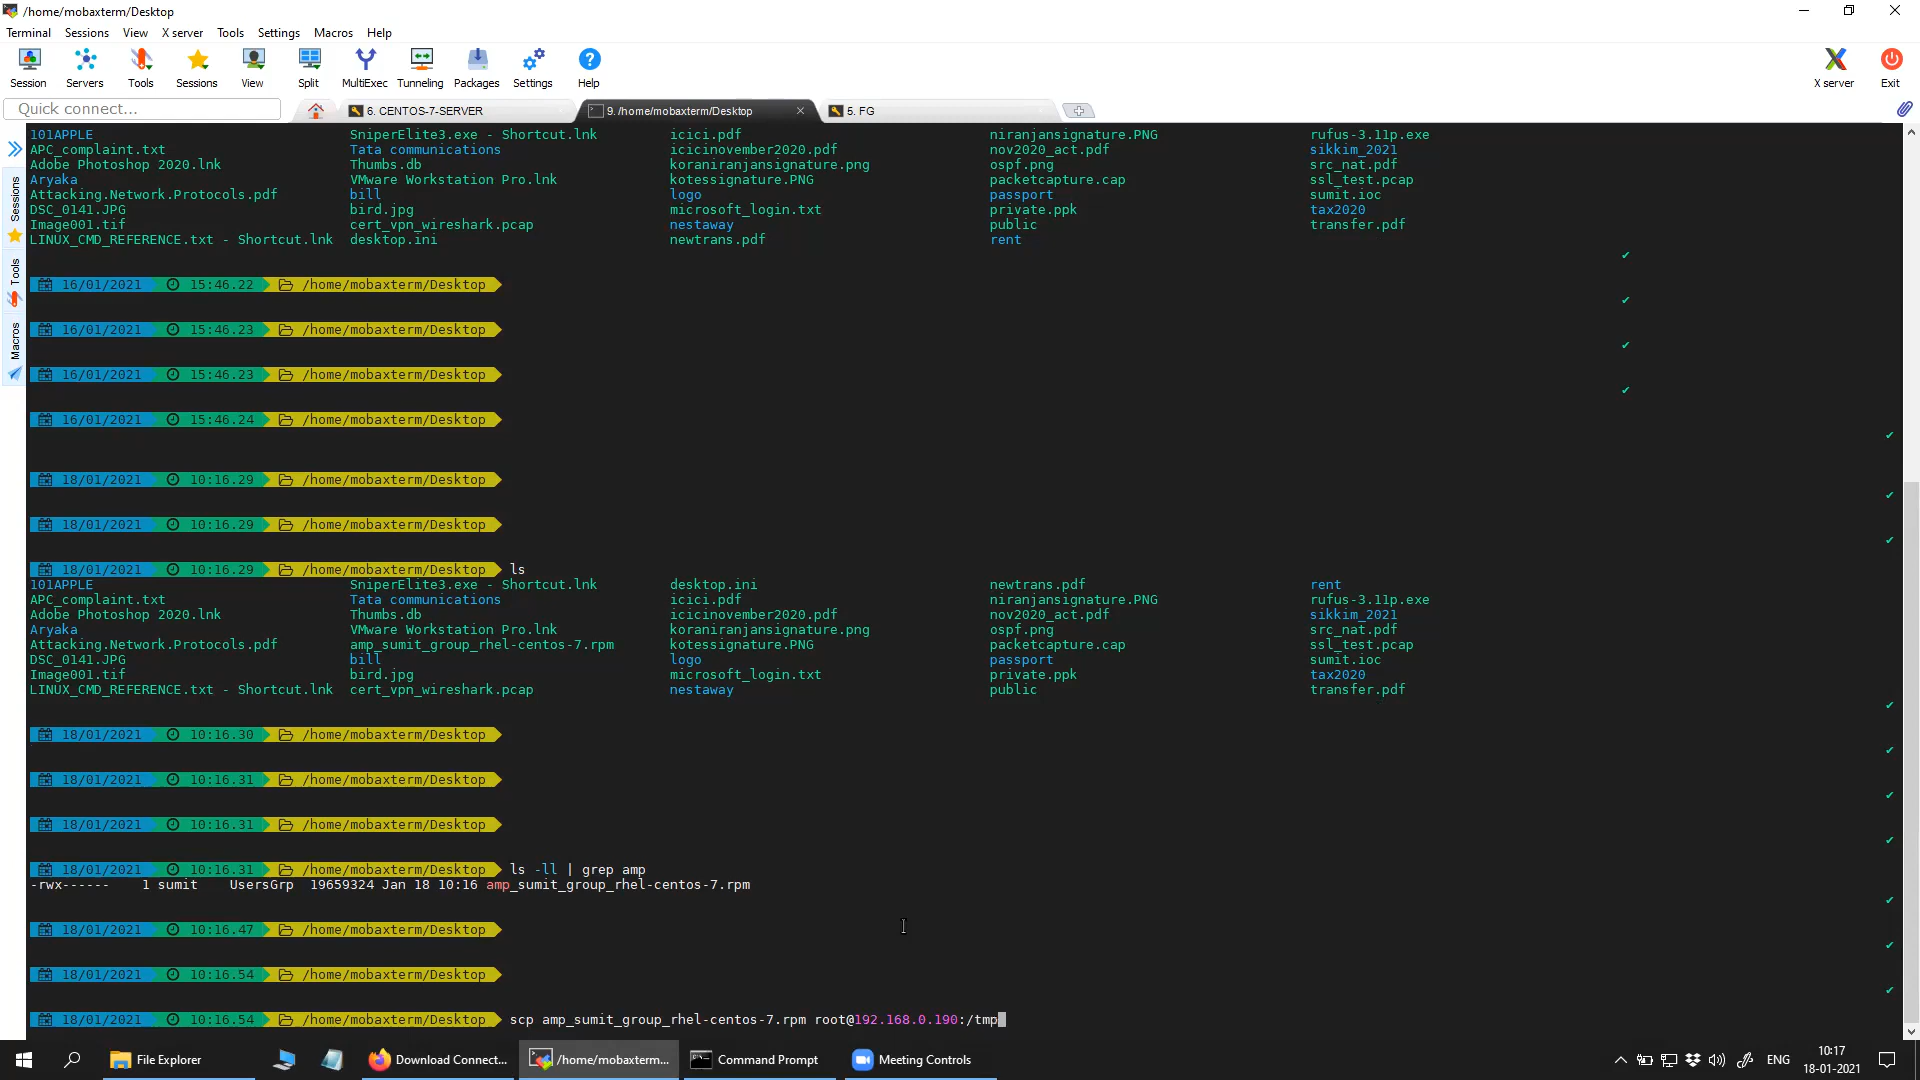 /home/mobaxterm/Desktop
Terminal Sessions View X server Tools Settings Macros Help
Session Servers Tools Sessions View Split MultiExec Tunneling Packages Settings Help X server Exit
Quick connect... 6. CENTOS-7-SERVER 9. /home/mobaxterm/Desktop 5. FG
Sessions
Tools
Macros
101APPLE SniperElite3.exe - Shortcut.lnk icici.pdf niranjansignature.PNG rufus-3.11p.exe
APC_complaint.txt Tata communications icicinovember2020.pdf nov2020_act.pdf sikkim_2021
Adobe Photoshop 2020.lnk Thumbs.db koraniranjansignature.png ospf.png src_nat.pdf
Aryaka VMware Workstation Pro.lnk kotessignature.PNG packetcapture.cap ssl_test.pcap
Attacking.Network.Protocols.pdf bill logo passport sumit.ioc
DSC_0141.JPG bird.jpg microsoft_login.txt private.ppk tax2020
Image001.tif cert_vpn_wireshark.pcap nestaway public transfer.pdf
LINUX_CMD_REFERENCE.txt - Shortcut.lnk desktop.ini newtrans.pdf rent
16/01/2021 15:46.22 /home/mobaxterm/Desktop
16/01/2021 15:46.23 /home/mobaxterm/Desktop
16/01/2021 15:46.23 /home/mobaxterm/Desktop
16/01/2021 15:46.24 /home/mobaxterm/Desktop
18/01/2021 10:16.29 /home/mobaxterm/Desktop
18/01/2021 10:16.29 /home/mobaxterm/Desktop
18/01/2021 10:16.29 /home/mobaxterm/Desktop ls
101APPLE SniperElite3.exe - Shortcut.lnk desktop.ini newtrans.pdf rent
APC_complaint.txt Tata communications icici.pdf niranjansignature.PNG rufus-3.11p.exe
Adobe Photoshop 2020.lnk Thumbs.db icicinovember2020.pdf nov2020_act.pdf sikkim_2021
Aryaka VMware Workstation Pro.lnk koraniranjansignature.png ospf.png src_nat.pdf
Attacking.Network.Protocols.pdf amp_sumit_group_rhel-centos-7.rpm kotessignature.PNG packetcapture.cap ssl_test.pcap
DSC_0141.JPG bill logo passport sumit.ioc
Image001.tif bird.jpg microsoft_login.txt private.ppk tax2020
LINUX_CMD_REFERENCE.txt - Shortcut.lnk cert_vpn_wireshark.pcap nestaway public transfer.pdf
18/01/2021 10:16.30 /home/mobaxterm/Desktop
18/01/2021 10:16.31 /home/mobaxterm/Desktop
18/01/2021 10:16.31 /home/mobaxterm/Desktop
18/01/2021 10:16.31 /home/mobaxterm/Desktop ls -ll | grep amp
-rwx------ 1 sumit UsersGrp 19659324 Jan 18 10:16 amp_sumit_group_rhel-centos-7.rpm
18/01/2021 10:16.47 /home/mobaxterm/Desktop
18/01/2021 10:16.54 /home/mobaxterm/Desktop
18/01/2021 10:16.54 /home/mobaxterm/Desktop scp amp_sumit_group_rhel-centos-7.rpm root@192.168.0.190:/tmp
File Explorer Download Connect... /home/mobaxterm... Command Prompt Meeting Controls ENG 10:17
18-01-2021